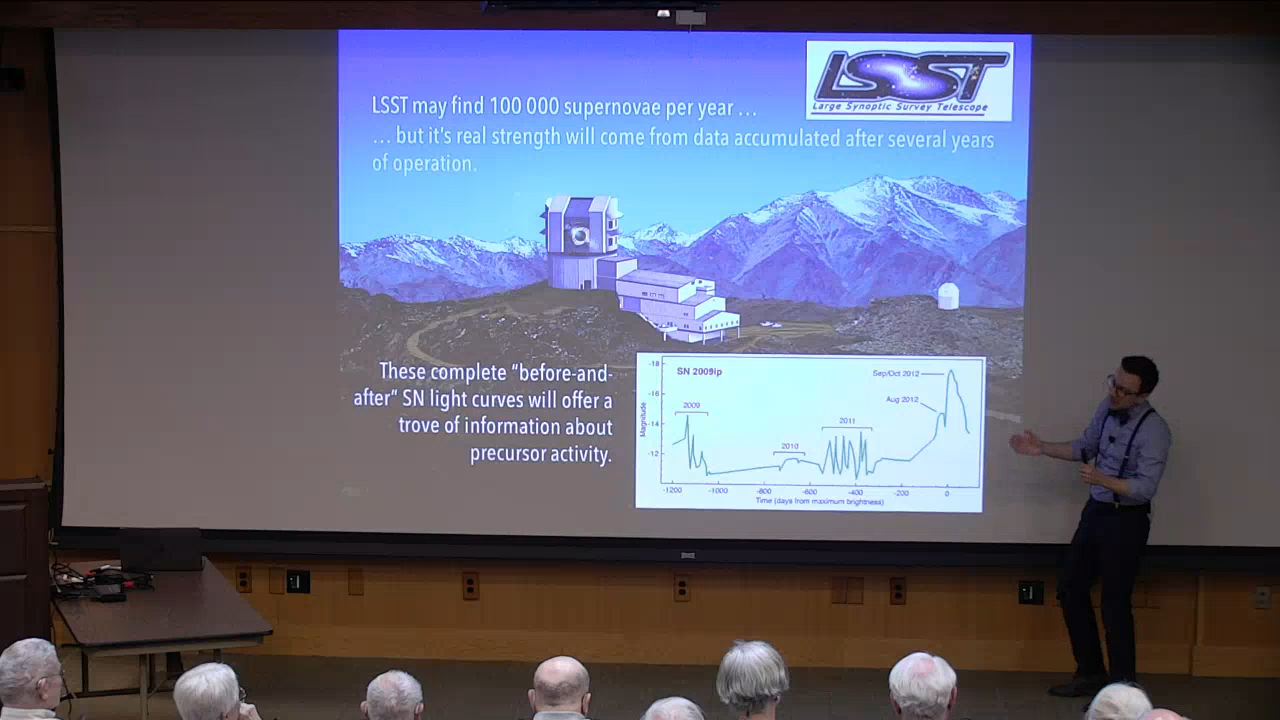 LSST
Large Synoptic Survey Telescope
LSST may find 100 000 supernovae per year …
… but it's real strength will come from data accumulated after several years
of operation.
These complete “before-and-
after” SN light curves will offer a
trove of information about
precursor activity.
SN 2009ip
Sep/Oct 2012
Aug 2012
2009
2010
2011
Magnitude
-18
-16
-14
-12
-1200 -1000 -800 -600 -400 -200 0
Time (days from maximum brightness)